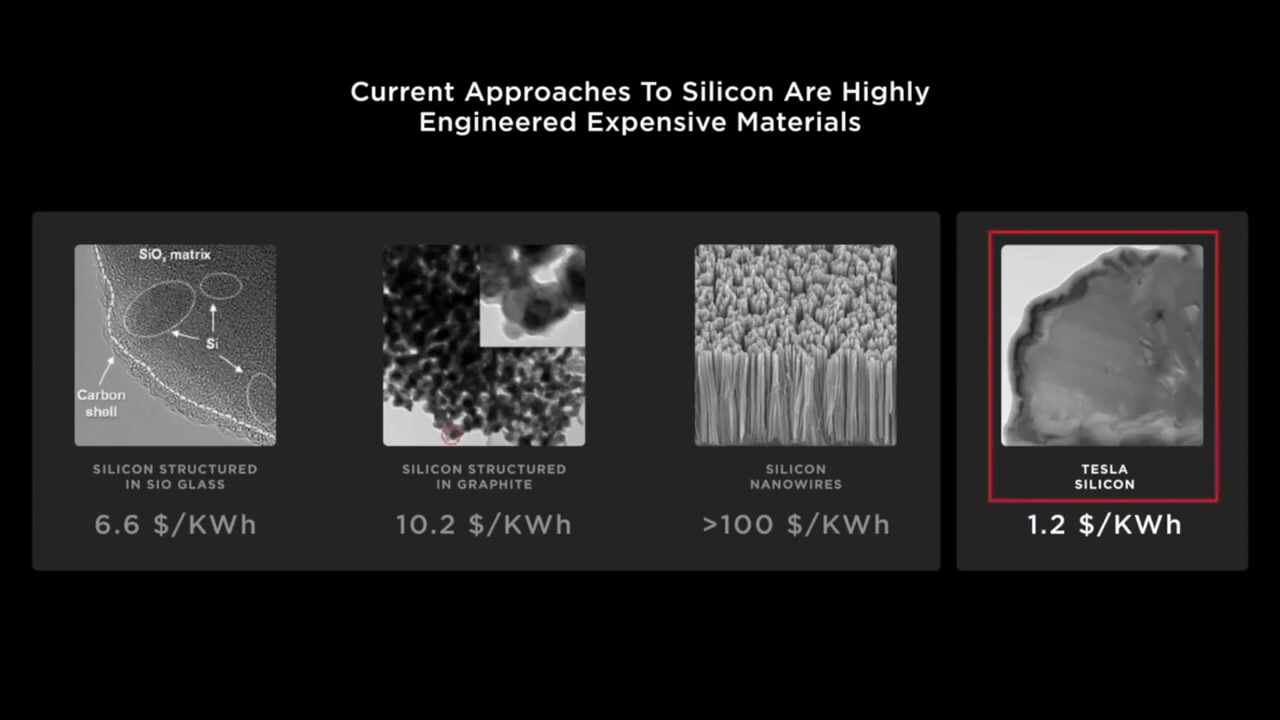 Current Approaches To Silicon Are Highly
Engineered Expensive Materials
SiOx matrix
Si
Carbon
shell
SILICON STRUCTURED
IN SIO GLASS
6.6 $/KWh
SILICON STRUCTURED
IN GRAPHITE
10.2 $/KWh
SILICON
NANOWIRES
>100 $/KWh
TESLA
SILICON
1.2 $/KWh